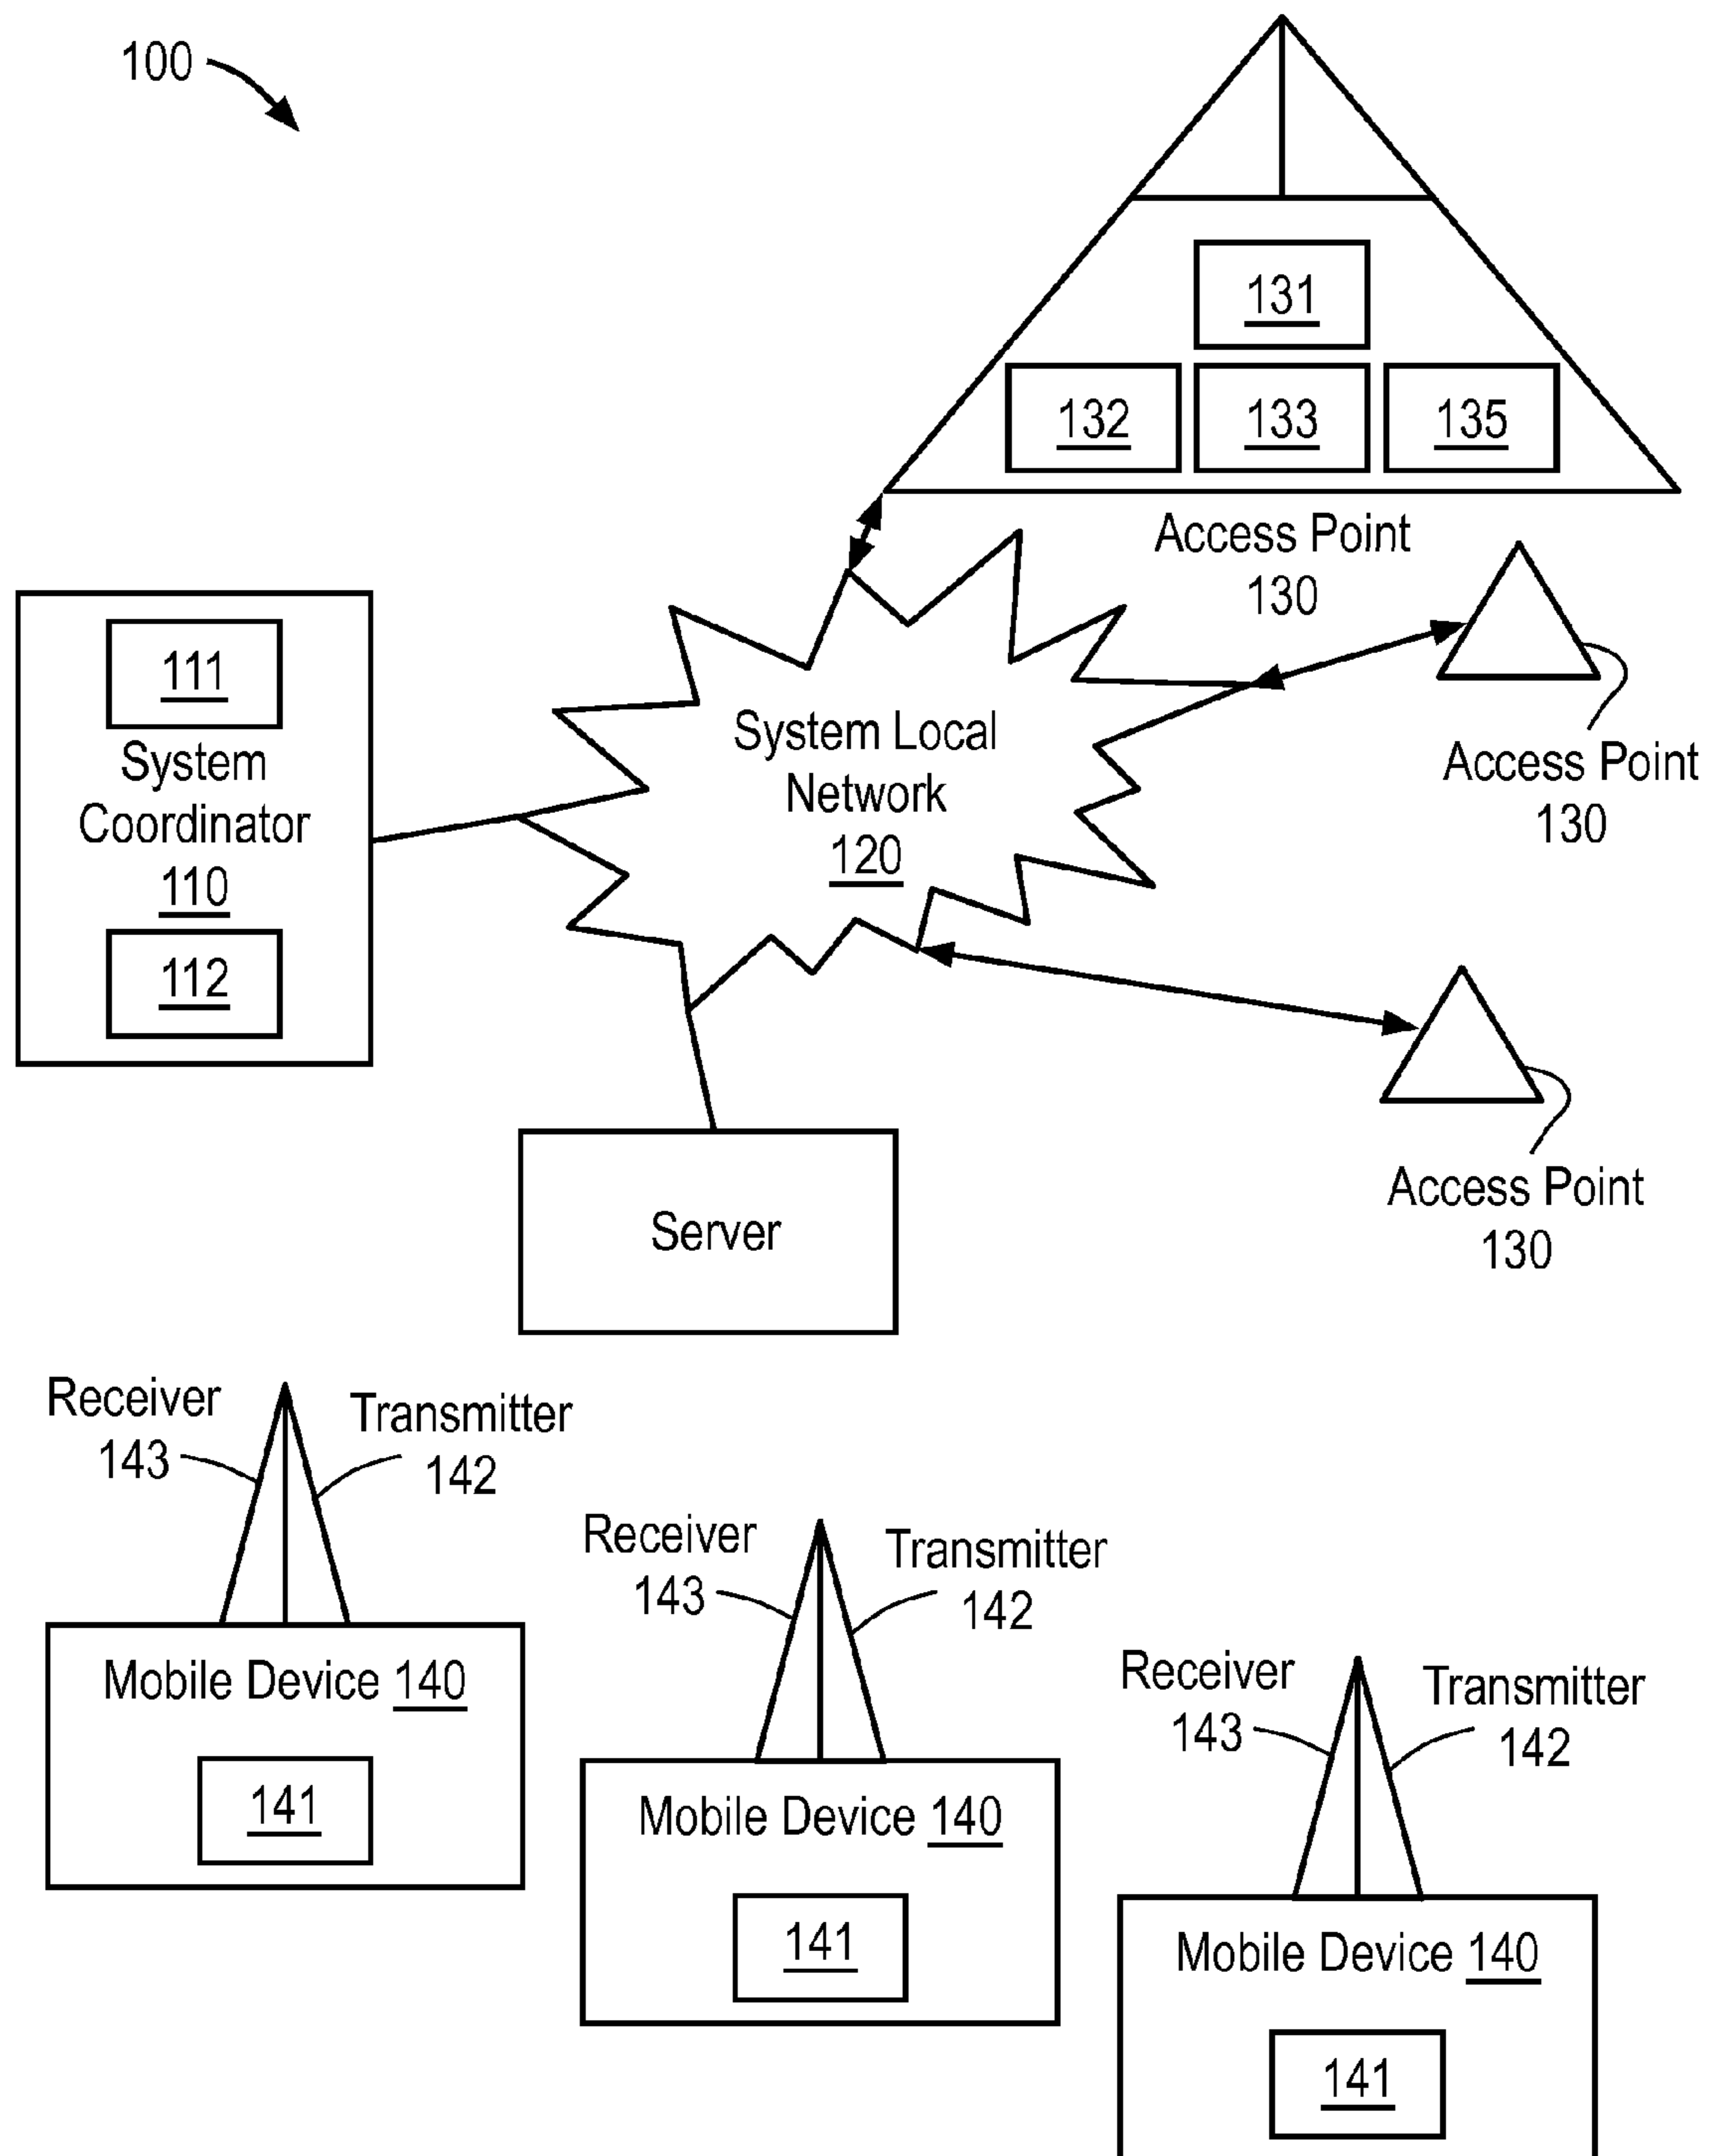 100
131
132
133
135
Access Point
130
111
System
Coordinator
110
112
System Local
Network
120
Access Point
130
Access Point
130
Server
Receiver
143
Transmitter
142
Mobile Device 140
141
Receiver
143
Transmitter
142
Mobile Device 140
141
Receiver
143
Transmitter
142
Mobile Device 140
141